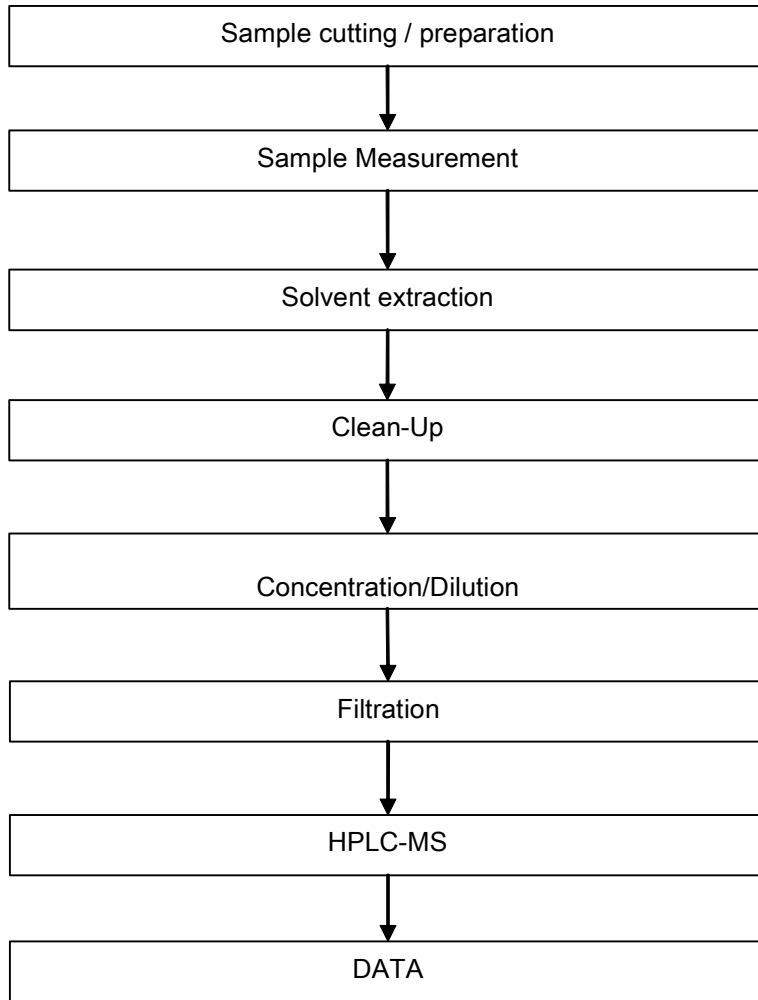 Sample cutting / preparation
Sample Measurement
Solvent extraction
Clean-Up
Concentration/Dilution
Filtration
HPLC-MS
DATA